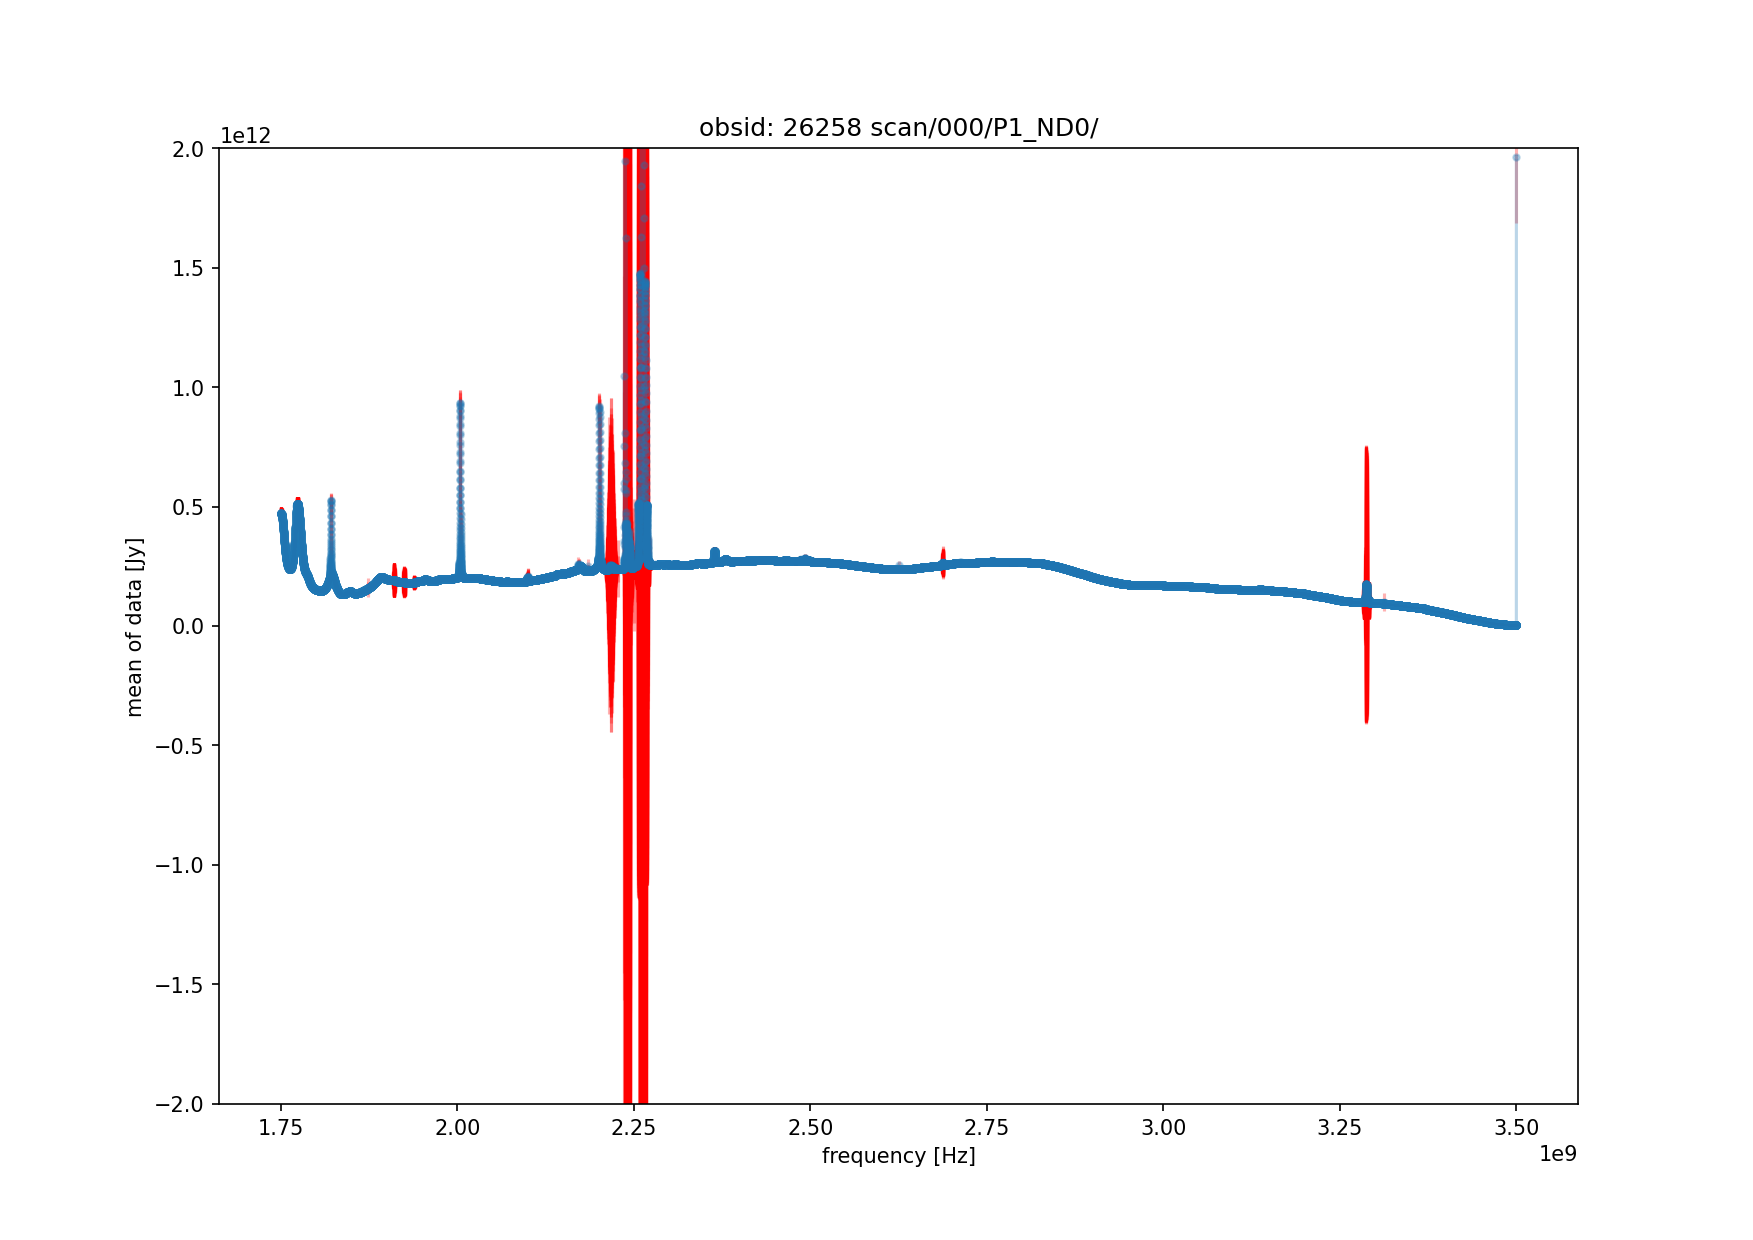 obsid: 26258 scan/000/P1_ND0/
1e12
2.0
1.5
1.0
0.5
0.0
−0.5
−1.0
−1.5
−2.0
mean of data [Jy]
1.75 2.00 2.25 2.50 2.75 3.00 3.25 3.50
frequency [Hz]
1e9